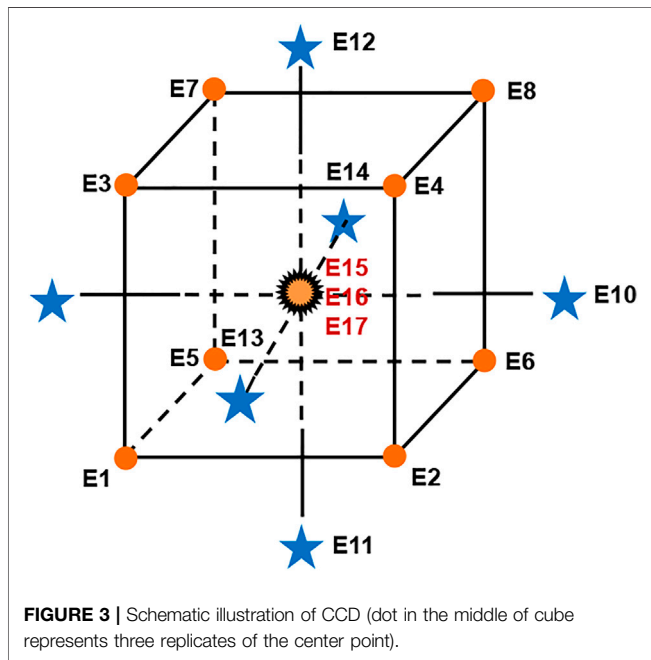 E12
E7
E8
E14
E3
E4
E15
E16
E10
E17
E13
E5
E6
E1
E2
E11
FIGURE 3 | Schematic illustration of CCD (dot in the middle of cube
represents three replicates of the center point).